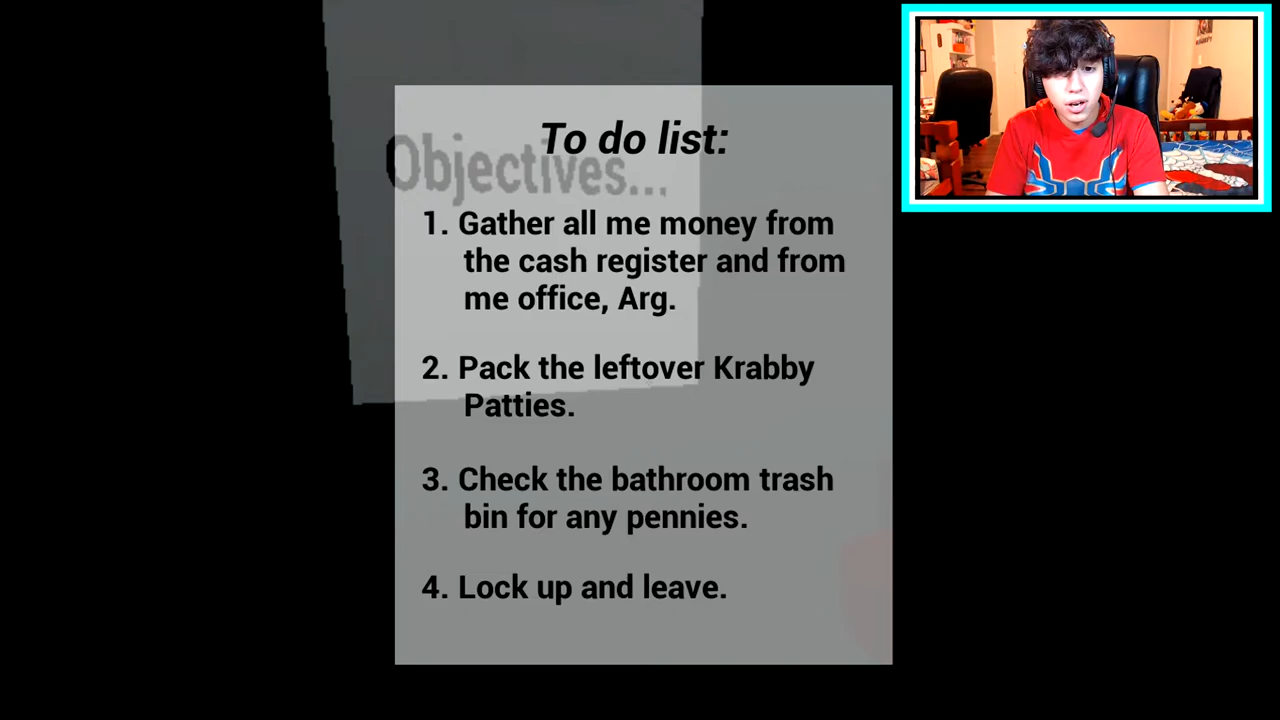 To do list:
Objectives...
1. Gather all me money from
the cash register and from
me office, Arg.
2. Pack the leftover Krabby
Patties.
3. Check the bathroom trash
bin for any pennies.
4. Lock up and leave.